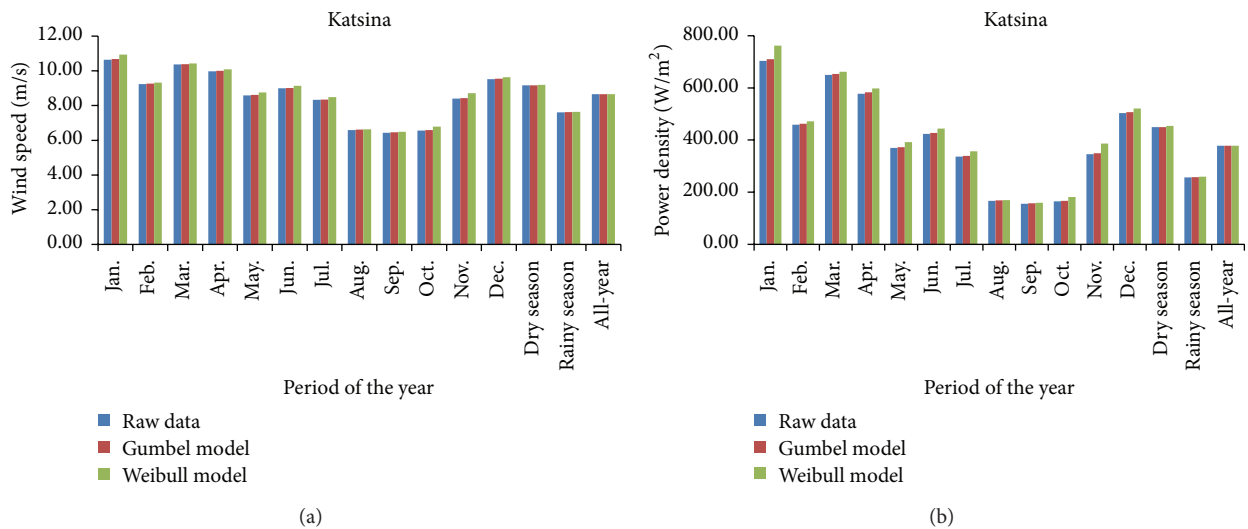 Katsina
12.00
10.00
8.00
6.00
4.00
2.00
0.00
Wind speed (m/s)
Jan.
Feb.
Mar.
Apr.
May.
Jun.
Jul.
Aug.
Sep.
Oct.
Nov.
Dec.
Dry season
Rainy season
All-year
Period of the year
Raw data
Gumbel model
Weibull model
(a)
Katsina
800.00
600.00
400.00
200.00
0.00
Power density (W/m²)
Jan.
Feb.
Mar.
Apr.
May.
Jun.
Jul.
Aug.
Sep.
Oct.
Nov.
Dec.
Dry season
Rainy season
All-year
Period of the year
Raw data
Gumbel model
Weibull model
(b)